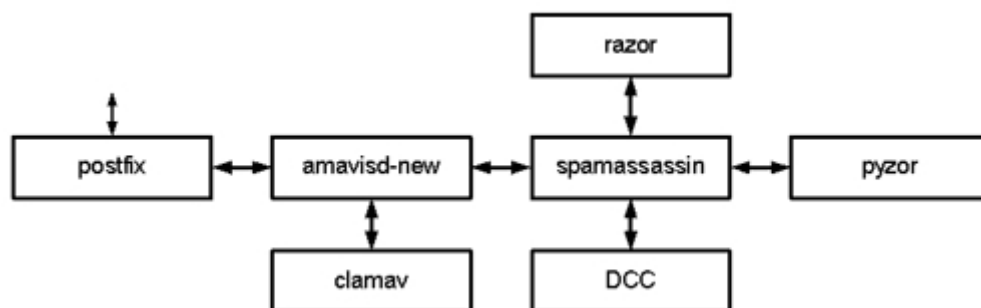 razor
postfix
amavisd-new
spamassassin
pyzor
clamav
DCC